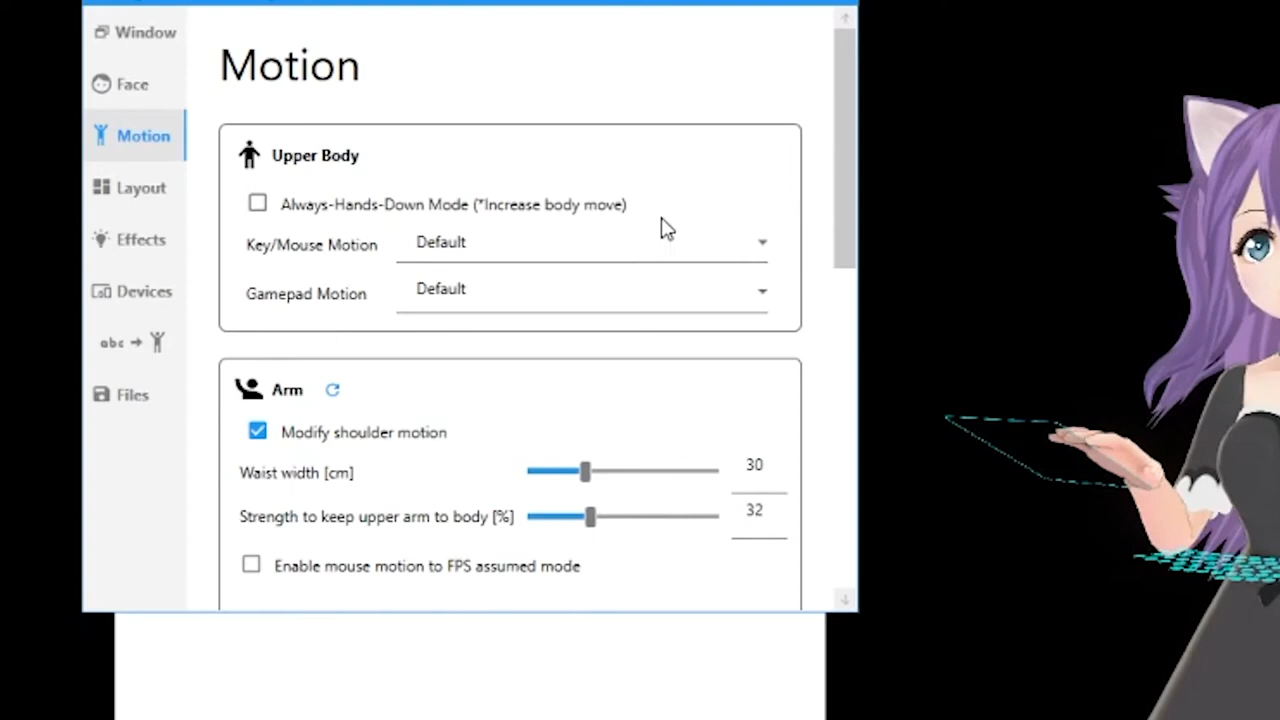 Window
Face
Motion
Layout
Effects
Devices
abc
Files
Motion
Upper Body
Always-Hands-Down Mode (*Increase body move)
Key/Mouse Motion Default
Gamepad Motion Default
Arm
Modify shoulder motion
Waist width [cm] 30
Strength to keep upper arm to body [%] 32
Enable mouse motion to FPS assumed mode